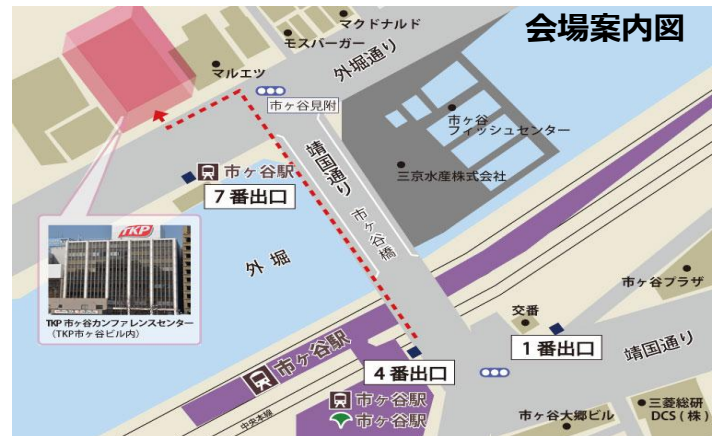 会場案内図
マクドナルド
モスバーガー
外堀通り
マルエツ
市ヶ谷見附
市ヶ谷
フィッシュセンター
靖国通り
三京水産株式会社
市ヶ谷駅
7番出口
市ヶ谷橋
外堀
TKP
TKP 市ヶ谷カンファレンスセンター
（TKP市ヶ谷ビル内）
市ヶ谷プラザ
交番
1番出口
靖国通り
市ヶ谷駅
4番出口
市ヶ谷駅
市ヶ谷駅
中央本線
三菱総研
DCS（株）
市ヶ谷大郷ビル